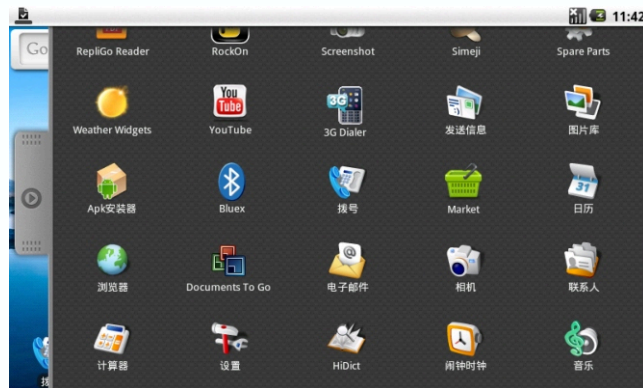 11:42
Go
RepliGo Reader
RockOn
Screenshot
Simeji
Spare Parts
You
Tube
3G
Weather Widgets
YouTube
3G Dialer
发送信息
图片库
31
Apk安装器
Bluex
拨号
Market
日历
@
浏览器
Documents To Go
电子邮件
相机
联系人
计算器
设置
HiDict
闹钟时钟
音乐
拨